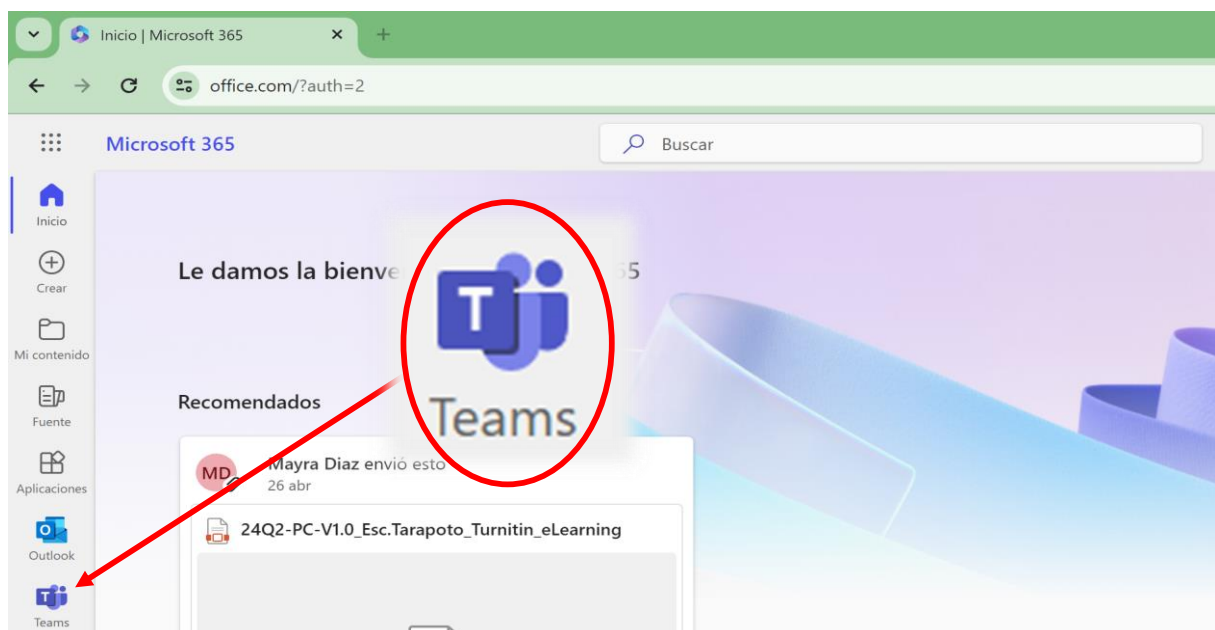 Inicio | Microsoft 365
office.com/?auth=2
Microsoft 365
Buscar
Inicio
Crear
Mi contenido
Fuente
Aplicaciones
Outlook
Teams
Le damos la bienve 65
T
Teams
Recomendados
MD
Mayra Diaz envió esto
26 abr
24Q2-PC-V1.0_Esc.Tarapoto_Turnitin_eLearning